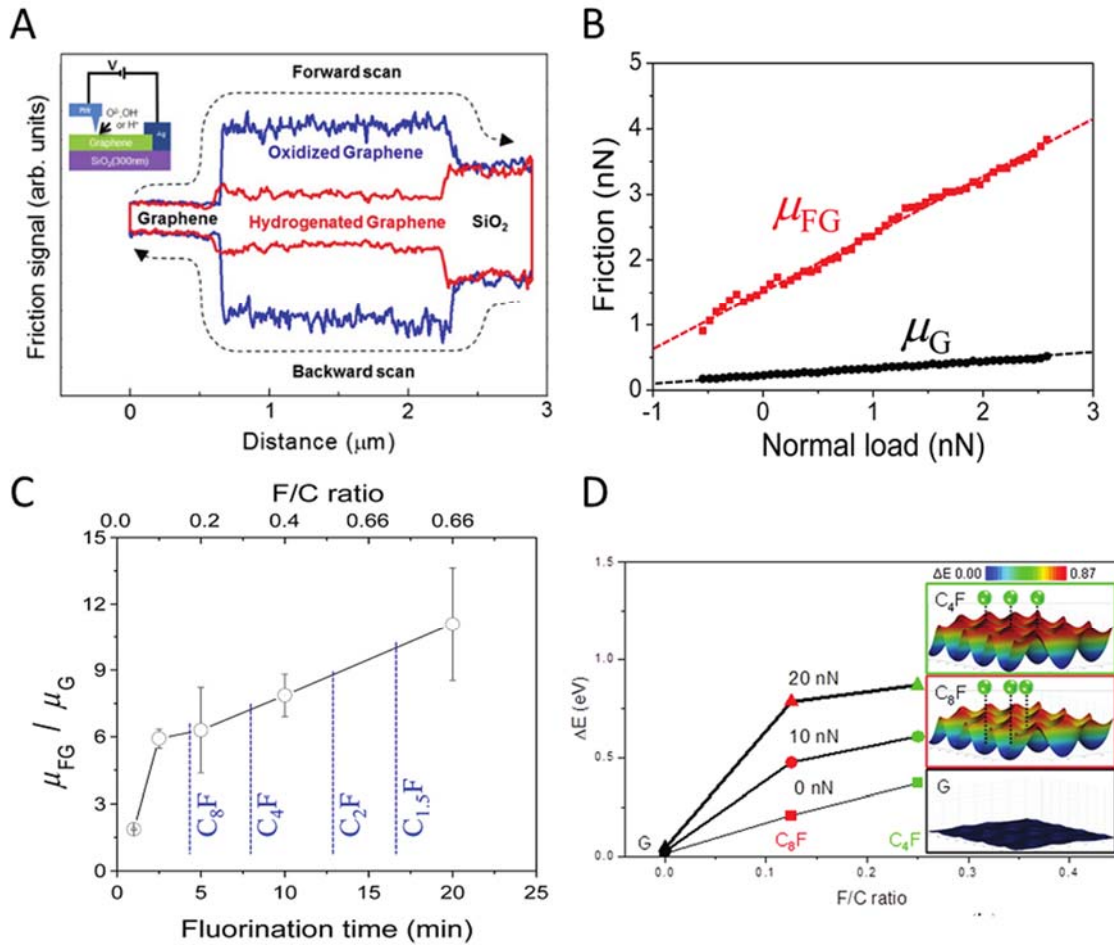 A
V
Forward scan
O²⁻,OH⁻
or H⁺
Ag
Graphene
SiO₂(300nm)
Oxidized Graphene
Graphene
Hydrogenated Graphene
SiO₂
Backward scan
Friction signal (arb. units)
0 1 2 3
Distance (μm)
B
5
4
3
2
1
0
Friction (nN)
μFG
μG
-1 0 1 2 3
Normal load (nN)
C
F/C ratio
0.0 0.2 0.4 0.66 0.66
15
12
9
6
3
0
μFG / μG
C₈F
C₄F
C₂F
C₁.₅F
0 5 10 15 20 25
Fluorination time (min)
D
1.5
1.0
0.5
0.0
ΔE (eV)
ΔE 0.00 0.87
C₄F
C₈F
G
20 nN
10 nN
0 nN
G
C₈F
C₄F
0.0 0.1 0.2 0.3 0.4
F/C ratio